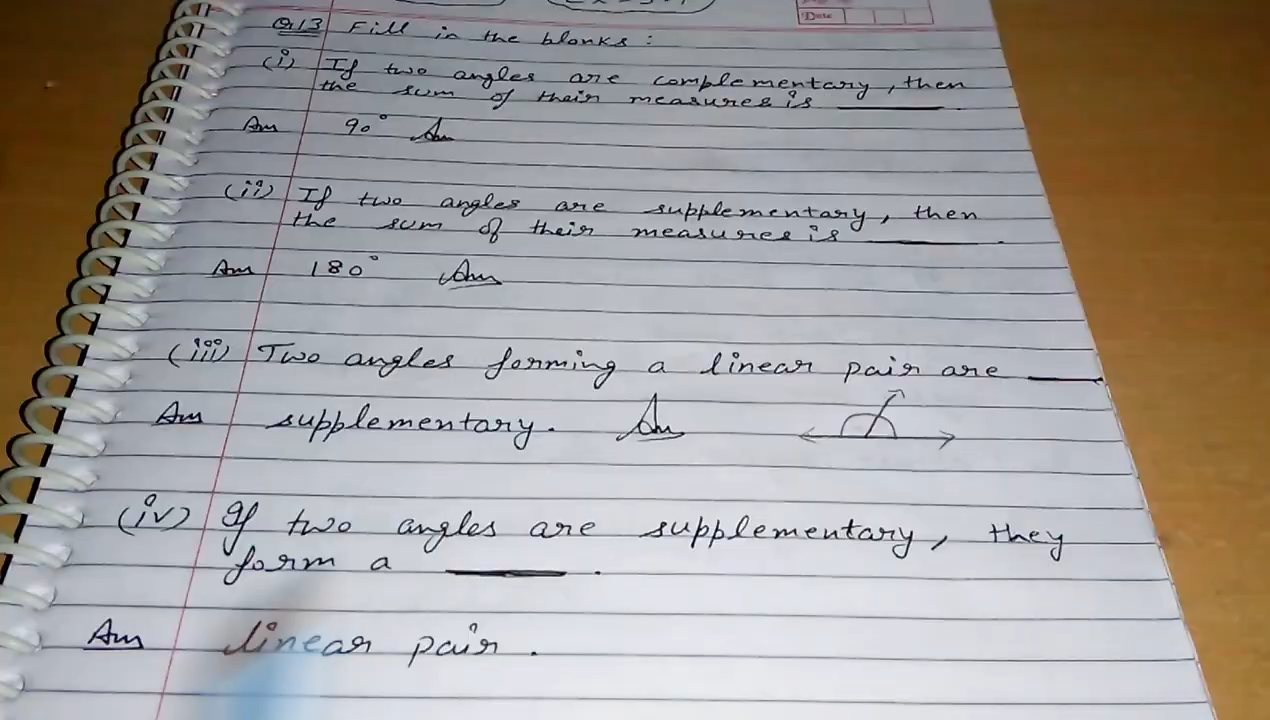 Date
Q.13 Fill in the blanks :
(i) If two angles are complementary, then
the sum of their measures is ______.
Ans 90° Ans
(ii) If two angles are supplementary, then
the sum of their measures is ______.
Ans 180° Ans
(iii) Two angles forming a linear pair are ____
Ans supplementary. Ans
(iv) If two angles are supplementary, they
form a ______.
Ans linear pair.